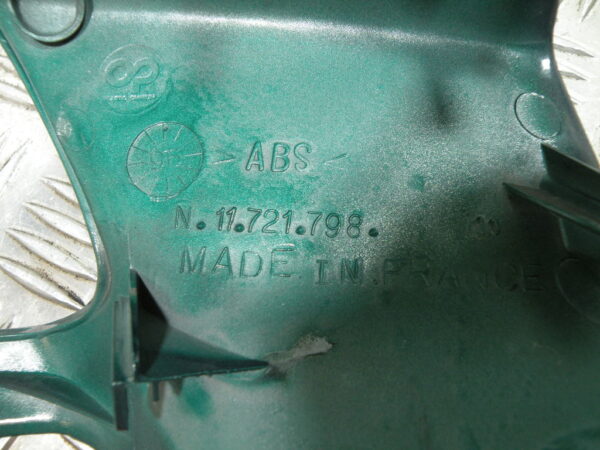 >ABS<
N. 11.721.798.
MADE IN FRANCE